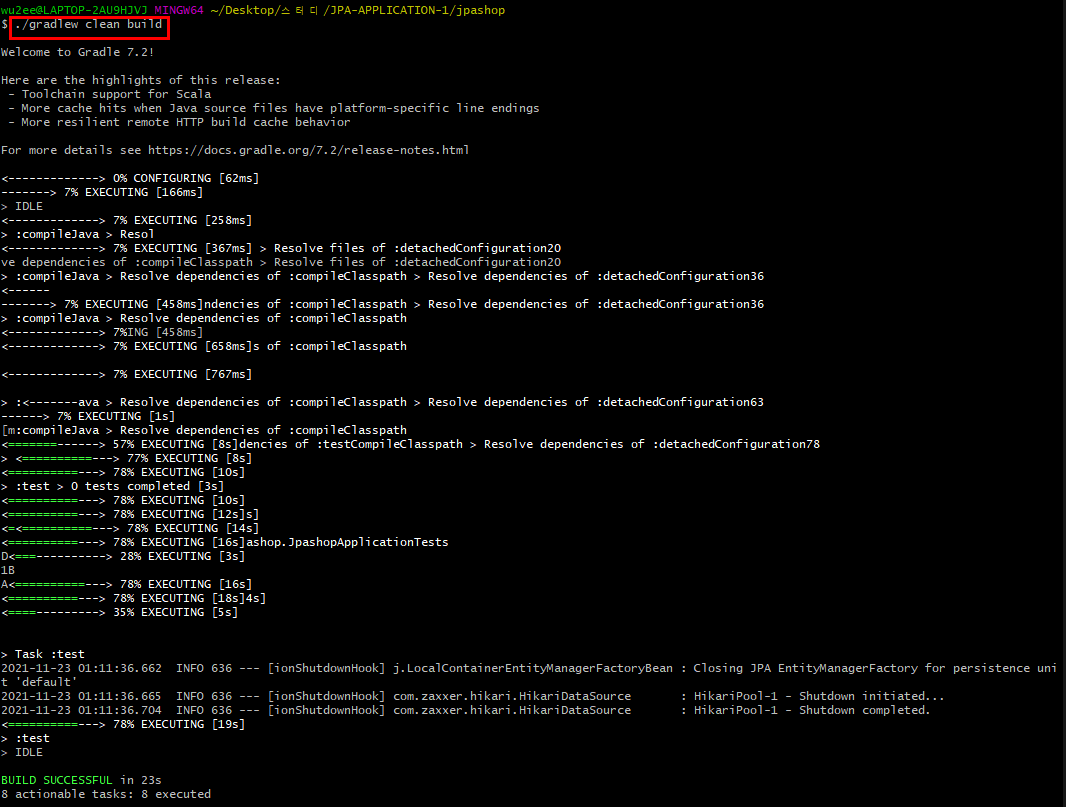 wu2ee@LAPTOP-2AU9HJVJ MINGW64 ~/Desktop/스터디/JPA-APPLICATION-1/jpashop
$ ./gradlew clean build
Welcome to Gradle 7.2!
Here are the highlights of this release:
- Toolchain support for Scala
- More cache hits when Java source files have platform-specific line endings
- More resilient remote HTTP build cache behavior
For more details see https://docs.gradle.org/7.2/release-notes.html
<-------------> 0% CONFIGURING [62ms]
-------> 7% EXECUTING [166ms]
> IDLE
<-------------> 7% EXECUTING [258ms]
> :compileJava > Resol
<-------------> 7% EXECUTING [367ms] > Resolve files of :detachedConfiguration20
ve dependencies of :compileClasspath > Resolve files of :detachedConfiguration20
> :compileJava > Resolve dependencies of :compileClasspath > Resolve dependencies of :detachedConfiguration36
<------
-------> 7% EXECUTING [458ms]ndencies of :compileClasspath > Resolve dependencies of :detachedConfiguration36
> :compileJava > Resolve dependencies of :compileClasspath
<-------------> 7%ING [458ms]
<-------------> 7% EXECUTING [658ms]s of :compileClasspath
<-------------> 7% EXECUTING [767ms]
> :<-------ava > Resolve dependencies of :compileClasspath > Resolve dependencies of :detachedConfiguration63
------> 7% EXECUTING [1s]
[m:compileJava > Resolve dependencies of :compileClasspath
<=======------> 57% EXECUTING [8s]dencies of :testCompileClasspath > Resolve dependencies of :detachedConfiguration78
> <==========---> 77% EXECUTING [8s]
<==========---> 78% EXECUTING [10s]
> :test > 0 tests completed [3s]
<==========---> 78% EXECUTING [10s]
<==========---> 78% EXECUTING [12s]s]
<=<==========---> 78% EXECUTING [14s]
<==========---> 78% EXECUTING [16s]ashop.JpashopApplicationTests
D<===----------> 28% EXECUTING [3s]
1B
A<==========---> 78% EXECUTING [16s]
<==========---> 78% EXECUTING [18s]4s]
<====---------> 35% EXECUTING [5s]
> Task :test
2021-11-23 01:11:36.662  INFO 636 --- [ionShutdownHook] j.LocalContainerEntityManagerFactoryBean : Closing JPA EntityManagerFactory for persistence uni
t 'default'
2021-11-23 01:11:36.665  INFO 636 --- [ionShutdownHook] com.zaxxer.hikari.HikariDataSource       : HikariPool-1 - Shutdown initiated...
2021-11-23 01:11:36.704  INFO 636 --- [ionShutdownHook] com.zaxxer.hikari.HikariDataSource       : HikariPool-1 - Shutdown completed.
<==========---> 78% EXECUTING [19s]
> :test
> IDLE
BUILD SUCCESSFUL in 23s
8 actionable tasks: 8 executed